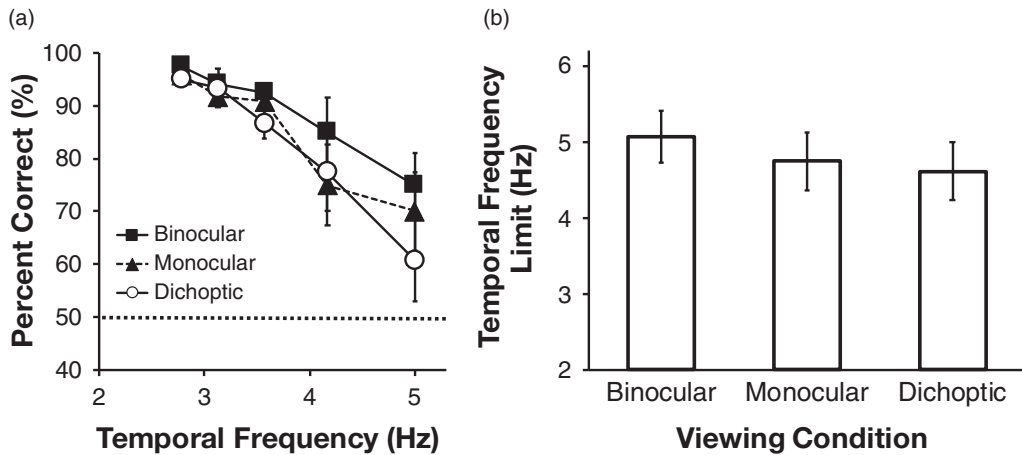 (a)
Percent Correct (%)
100
90
80
70
60
50
40
Binocular
Monocular
Dichoptic
2
3
4
5
Temporal Frequency (Hz)
(b)
Temporal Frequency
Limit (Hz)
6
5
4
3
2
Binocular
Monocular
Dichoptic
Viewing Condition